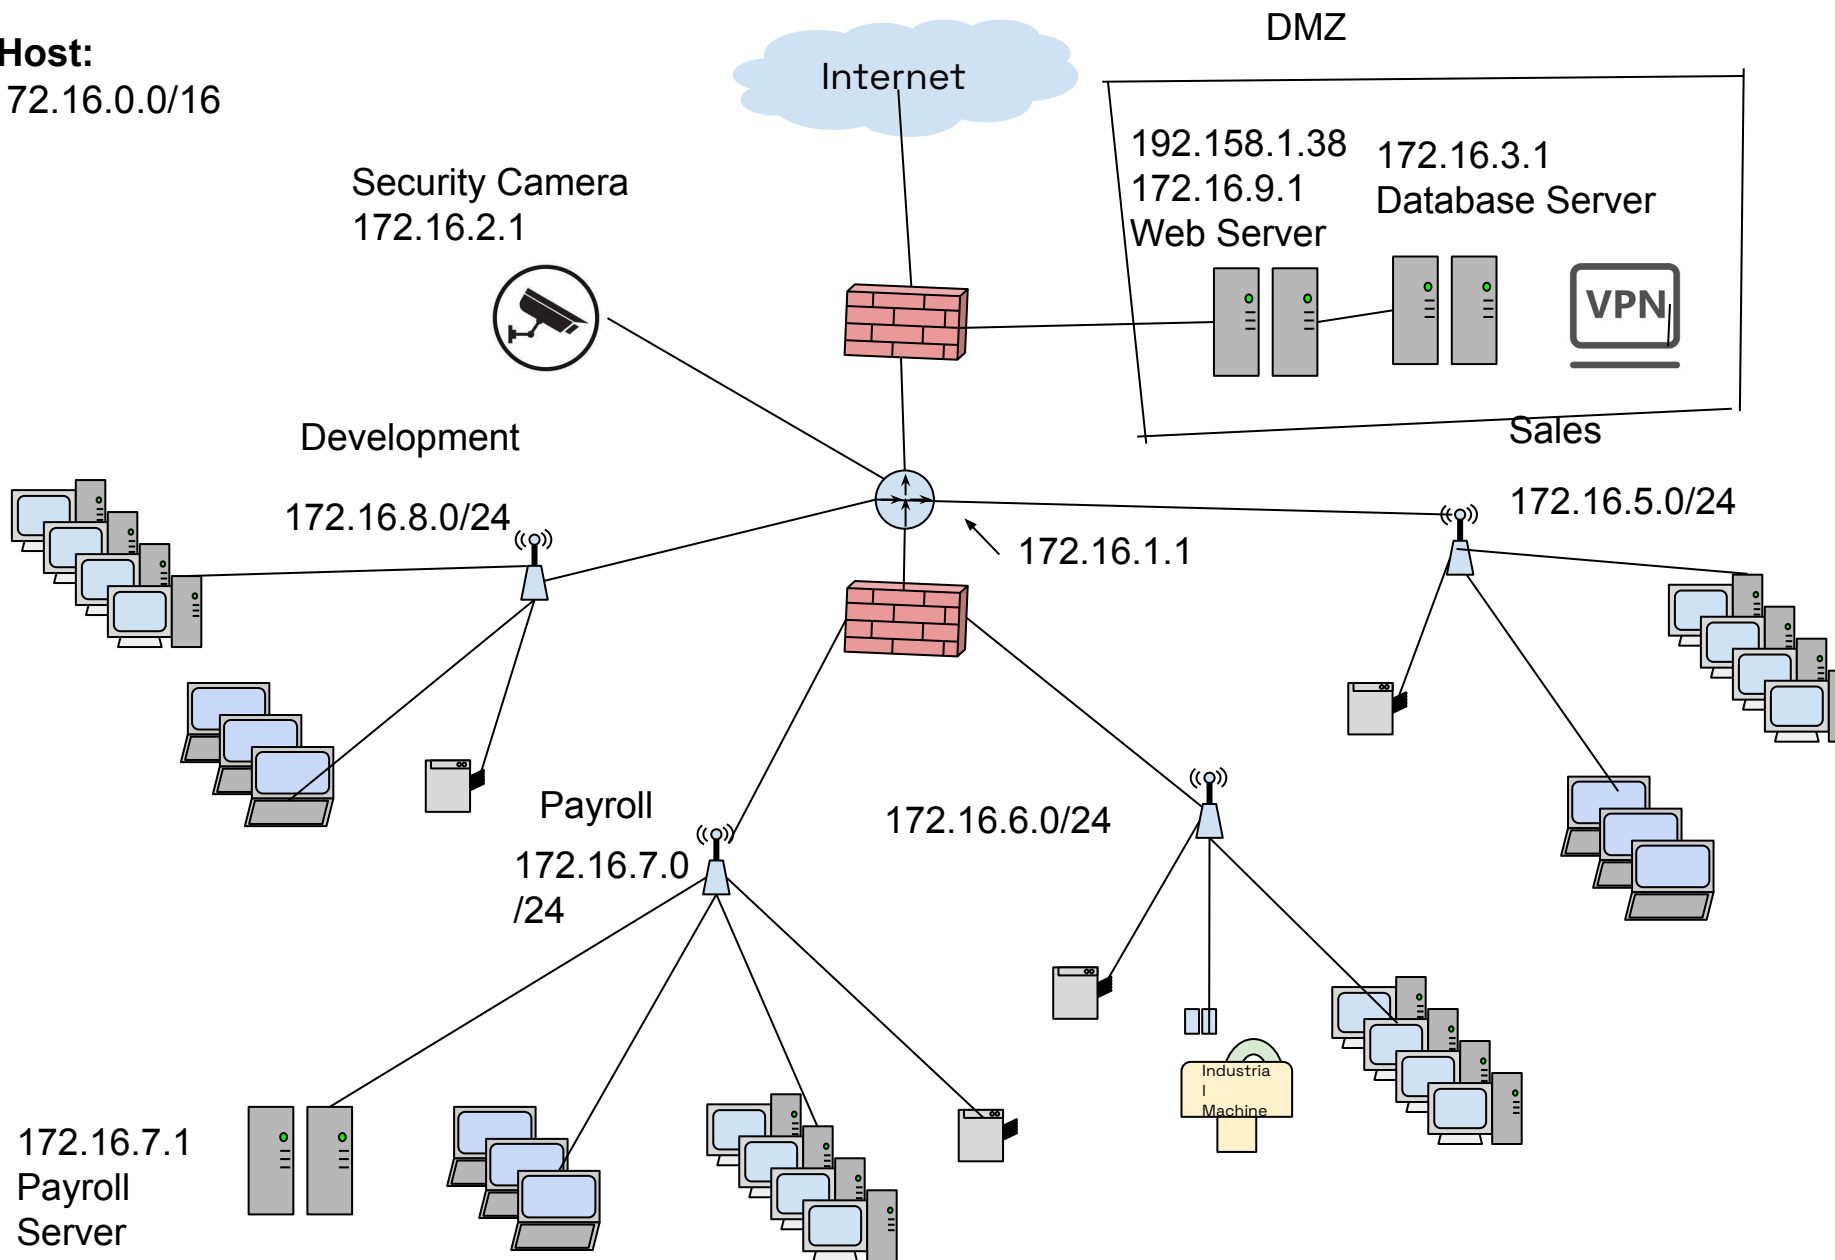 Host:
72.16.0.0/16
Internet
DMZ
192.158.1.38
172.16.9.1
Web Server
172.16.3.1
Database Server
VPN
Security Camera
172.16.2.1
Development
172.16.8.0/24
172.16.1.1
Sales
172.16.5.0/24
Payroll
172.16.7.0
/24
172.16.6.0/24
Industria
l
Machine
172.16.7.1
Payroll
Server